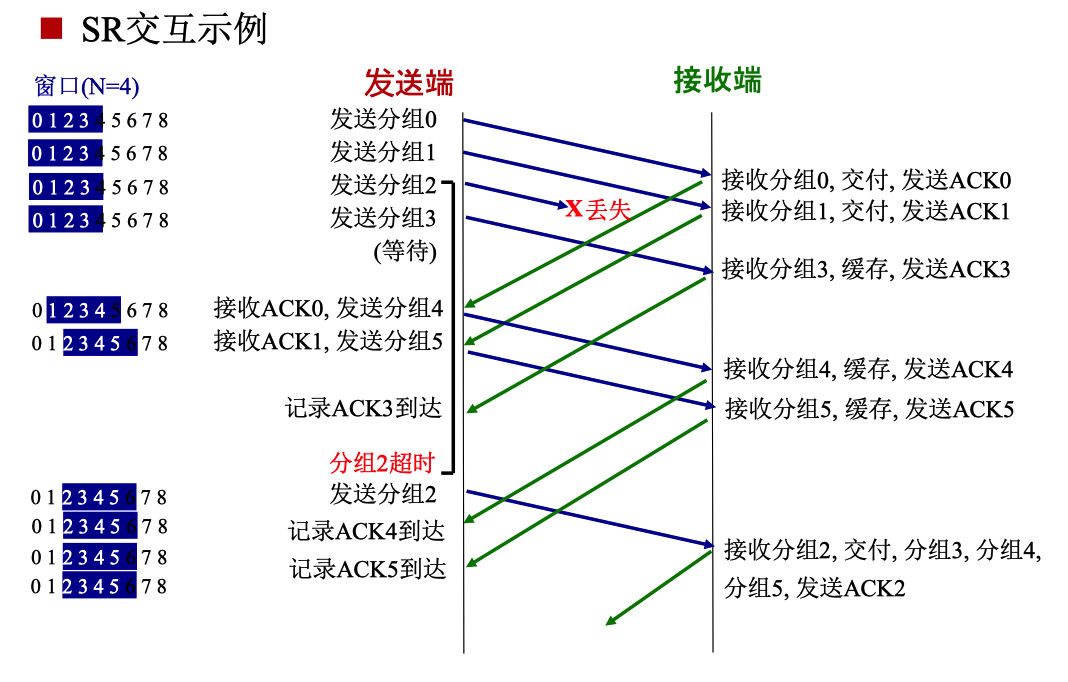 SR交互示例
窗口(N=4) 发送端 接收端
0 1 2 3 4 5 6 7 8 发送分组0
0 1 2 3 4 5 6 7 8 发送分组1
接收分组0, 交付, 发送ACK0
0 1 2 3 4 5 6 7 8 发送分组2
X丢失
接收分组1, 交付, 发送ACK1
0 1 2 3 4 5 6 7 8 发送分组3
(等待)
接收分组3, 缓存, 发送ACK3
0 1 2 3 4 5 6 7 8 接收ACK0, 发送分组4
0 1 2 3 4 5 6 7 8 接收ACK1, 发送分组5
接收分组4, 缓存, 发送ACK4
记录ACK3到达
接收分组5, 缓存, 发送ACK5
分组2超时
0 1 2 3 4 5 6 7 8 发送分组2
0 1 2 3 4 5 6 7 8 记录ACK4到达
0 1 2 3 4 5 6 7 8 记录ACK5到达
0 1 2 3 4 5 6 7 8
接收分组2, 交付, 分组3, 分组4,
分组5, 发送ACK2